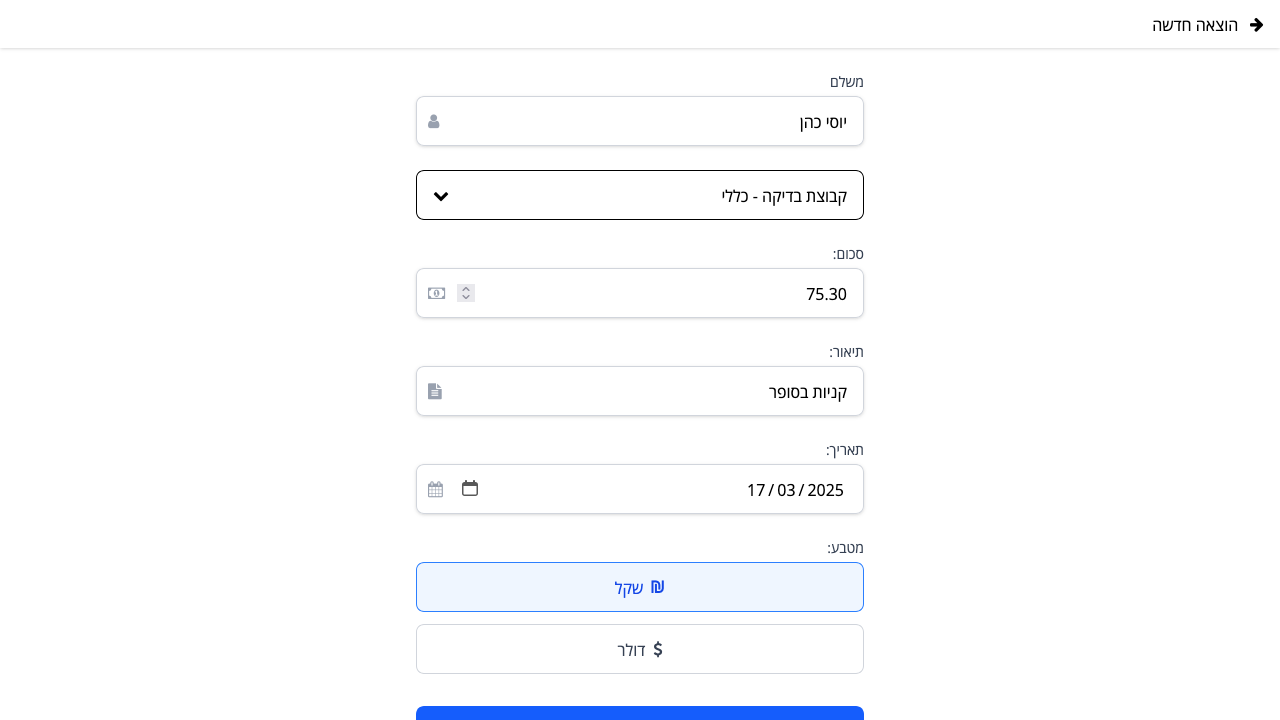 הוצאה חדשה
משלם
יוסי כהן
קבוצת בדיקה - כללי
סכום:
75.30
תיאור:
קניות בסופר
תאריך:
17/03/2025
מטבע:
₪ שקל
$ דולר